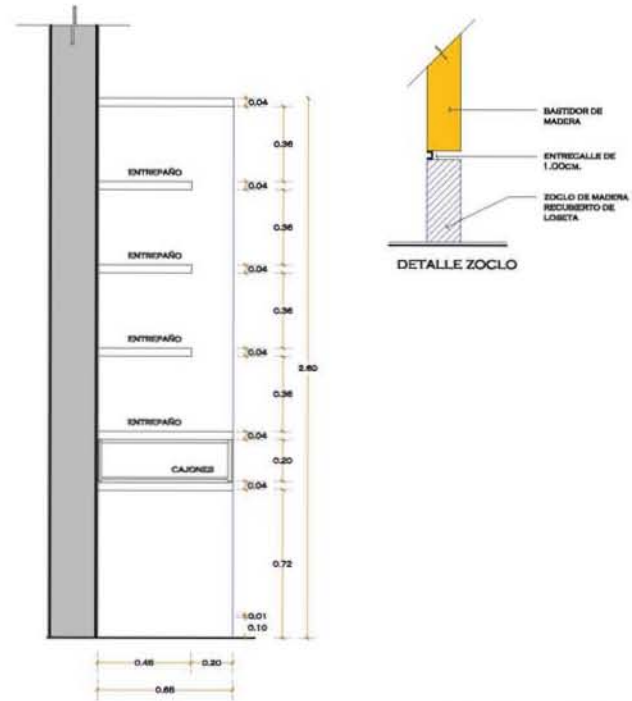 0.04
0.36
ENTREPAÑO
0.04
0.36
ENTREPAÑO
0.04
0.36
ENTREPAÑO
0.04
2.60
0.36
ENTREPAÑO
0.04
CAJONES
0.20
0.04
0.72
0.01
0.10
0.45
0.20
0.65
BASTIDOR DE
MADERA
ENTRECALLE DE
1.00CM.
ZOCLO DE MADERA
RECUBIERTO DE
LOSETA
DETALLE ZOCLO